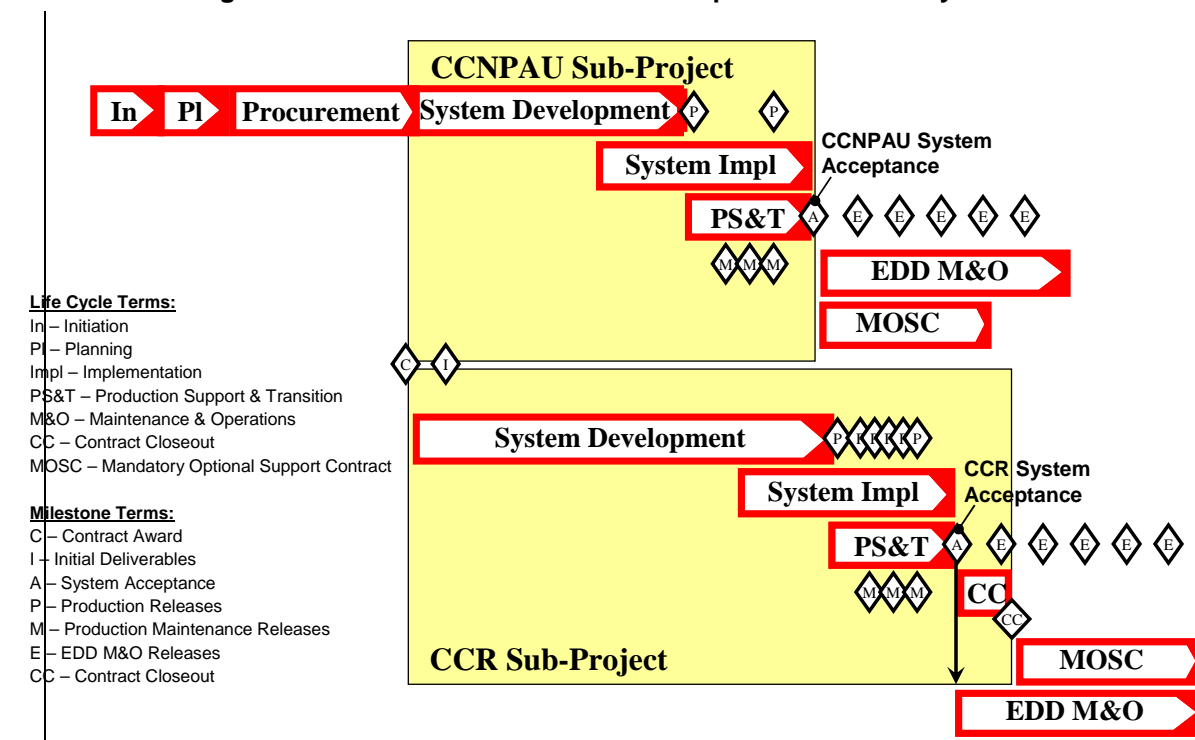 CCNPAU Sub-Project
In
Pl
Procurement
System Development
P
P
CCNPAU System
Acceptance
System Impl
PS&T
A
E
E
E
E
E
M
M
M
EDD M&O
MOSC
Life Cycle Terms:
In – Initiation
Pl – Planning
Impl – Implementation
PS&T – Production Support & Transition
M&O – Maintenance & Operations
CC – Contract Closeout
MOSC – Mandatory Optional Support Contract
Milestone Terms:
C – Contract Award
I – Initial Deliverables
A – System Acceptance
P – Production Releases
M – Production Maintenance Releases
E – EDD M&O Releases
CC – Contract Closeout
C
I
System Development
P
P
CCR System
Acceptance
System Impl
PS&T
A
E
E
E
E
E
M
M
M
CC
CC
CCR Sub-Project
MOSC
EDD M&O